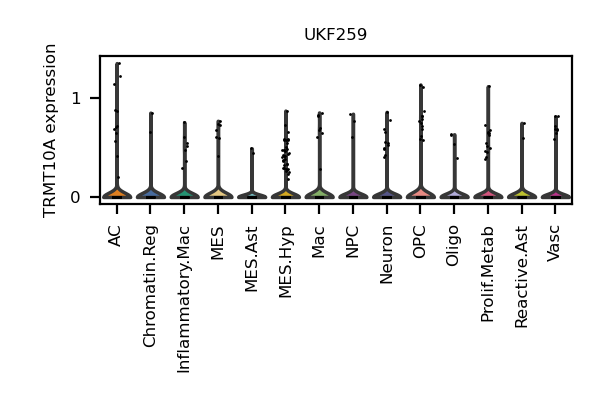 UKF259
TRMT10A expression
1
0
AC
Chromatin.Reg
Inflammatory.Mac
MES
MES.Ast
MES.Hyp
Mac
NPC
Neuron
OPC
Oligo
Prolif.Metab
Reactive.Ast
Vasc